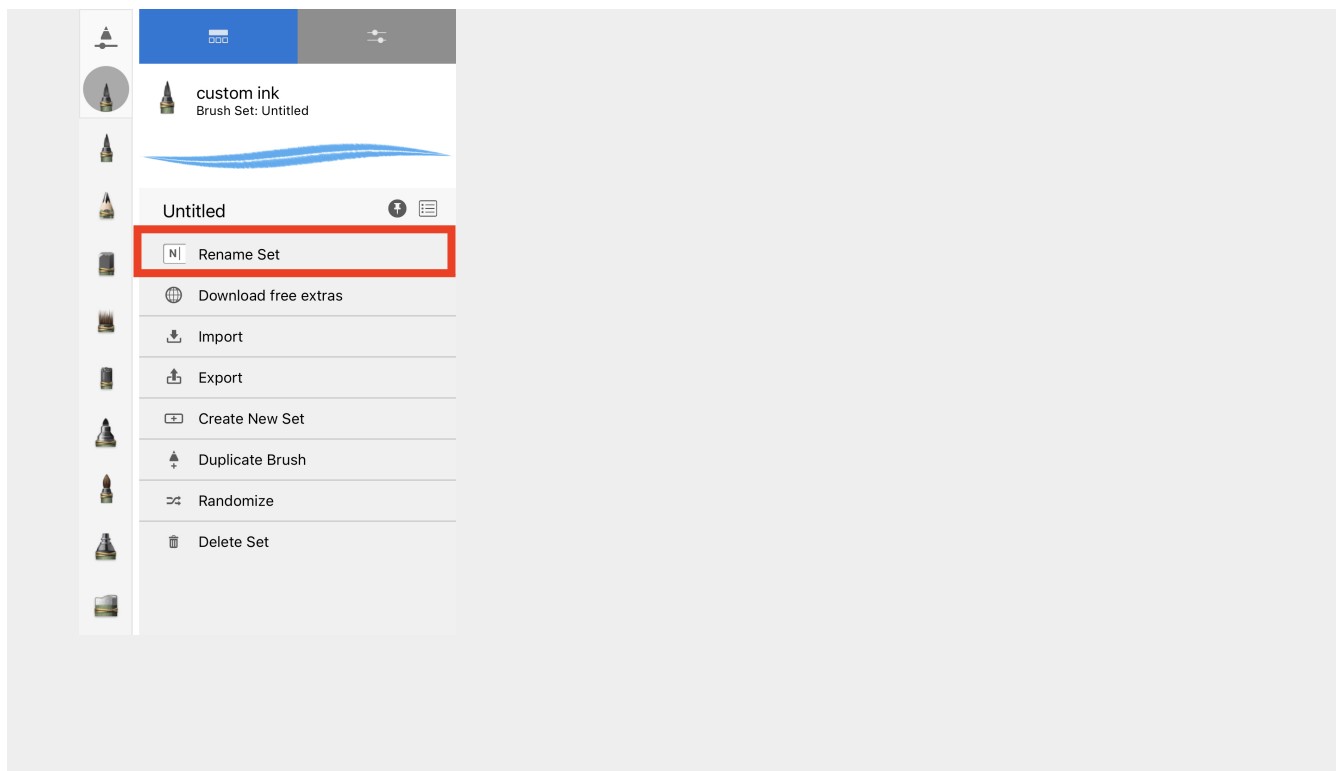 custom ink
Brush Set: Untitled
Untitled
N Rename Set
Download free extras
Import
Export
Create New Set
Duplicate Brush
Randomize
Delete Set